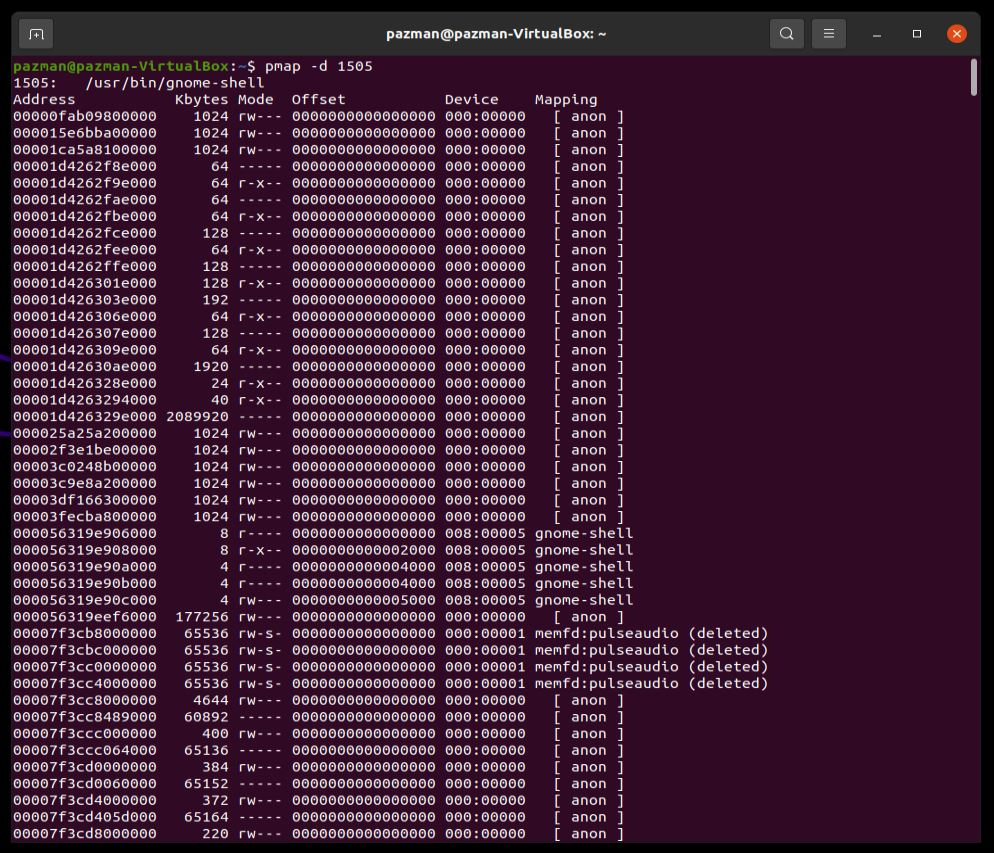 pazman@pazman-VirtualBox: ~
pazman@pazman-VirtualBox:~$ pmap -d 1505
1505:   /usr/bin/gnome-shell
Address           Kbytes Mode  Offset           Device    Mapping
00000fab09800000    1024 rw--- 0000000000000000 000:00000   [ anon ]
000015e6bba00000    1024 rw--- 0000000000000000 000:00000   [ anon ]
00001ca5a8100000    1024 rw--- 0000000000000000 000:00000   [ anon ]
00001d4262f8e000      64 ----- 0000000000000000 000:00000   [ anon ]
00001d4262f9e000      64 r-x-- 0000000000000000 000:00000   [ anon ]
00001d4262fae000      64 ----- 0000000000000000 000:00000   [ anon ]
00001d4262fbe000      64 r-x-- 0000000000000000 000:00000   [ anon ]
00001d4262fce000     128 ----- 0000000000000000 000:00000   [ anon ]
00001d4262fee000      64 r-x-- 0000000000000000 000:00000   [ anon ]
00001d4262ffe000     128 ----- 0000000000000000 000:00000   [ anon ]
00001d426301e000     128 r-x-- 0000000000000000 000:00000   [ anon ]
00001d426303e000     192 ----- 0000000000000000 000:00000   [ anon ]
00001d426306e000      64 r-x-- 0000000000000000 000:00000   [ anon ]
00001d426307e000     128 ----- 0000000000000000 000:00000   [ anon ]
00001d426309e000      64 r-x-- 0000000000000000 000:00000   [ anon ]
00001d42630ae000    1920 ----- 0000000000000000 000:00000   [ anon ]
00001d426328e000      24 r-x-- 0000000000000000 000:00000   [ anon ]
00001d4263294000      40 r-x-- 0000000000000000 000:00000   [ anon ]
00001d426329e000 2089920 ----- 0000000000000000 000:00000   [ anon ]
000025a25a200000    1024 rw--- 0000000000000000 000:00000   [ anon ]
00002f3e1be00000    1024 rw--- 0000000000000000 000:00000   [ anon ]
00003c0248b00000    1024 rw--- 0000000000000000 000:00000   [ anon ]
00003c9e8a200000    1024 rw--- 0000000000000000 000:00000   [ anon ]
00003df166300000    1024 rw--- 0000000000000000 000:00000   [ anon ]
00003fecba800000    1024 rw--- 0000000000000000 000:00000   [ anon ]
000056319e906000       8 r---- 0000000000000000 008:00005 gnome-shell
000056319e908000       8 r-x-- 0000000000002000 008:00005 gnome-shell
000056319e90a000       4 r---- 0000000000004000 008:00005 gnome-shell
000056319e90b000       4 r---- 0000000000004000 008:00005 gnome-shell
000056319e90c000       4 rw--- 0000000000005000 008:00005 gnome-shell
000056319eef6000  177256 rw--- 0000000000000000 000:00000   [ anon ]
00007f3cb8000000   65536 rw-s- 0000000000000000 000:00001 memfd:pulseaudio (deleted)
00007f3cbc000000   65536 rw-s- 0000000000000000 000:00001 memfd:pulseaudio (deleted)
00007f3cc0000000   65536 rw-s- 0000000000000000 000:00001 memfd:pulseaudio (deleted)
00007f3cc4000000   65536 rw-s- 0000000000000000 000:00001 memfd:pulseaudio (deleted)
00007f3cc8000000    4644 rw--- 0000000000000000 000:00000   [ anon ]
00007f3cc8489000   60892 ----- 0000000000000000 000:00000   [ anon ]
00007f3ccc000000     400 rw--- 0000000000000000 000:00000   [ anon ]
00007f3ccc064000   65136 ----- 0000000000000000 000:00000   [ anon ]
00007f3cd0000000     384 rw--- 0000000000000000 000:00000   [ anon ]
00007f3cd0060000   65152 ----- 0000000000000000 000:00000   [ anon ]
00007f3cd4000000     372 rw--- 0000000000000000 000:00000   [ anon ]
00007f3cd405d000   65164 ----- 0000000000000000 000:00000   [ anon ]
00007f3cd8000000     220 rw--- 0000000000000000 000:00000   [ anon ]